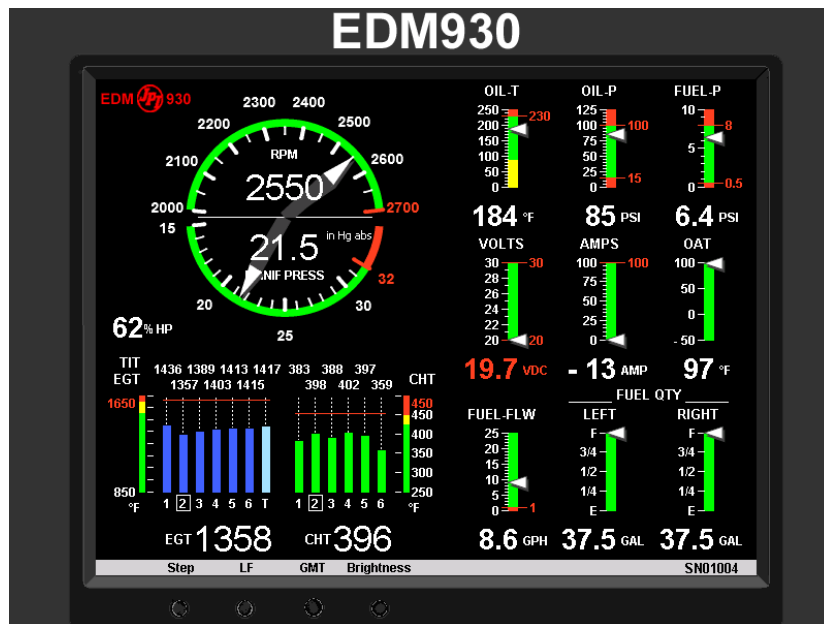 EDM930
EDM JPI 930
OIL-T OIL-P FUEL-P
2300 2400
2200 2500
2100 2600
2000 2700
RPM
2550
15
21.5 in Hg abs
MANIF PRESS
32
20 30
25
62% HP
250 230
200
150
100
50
0
184 °F
125
100 100
75
50
25 15
0
85 PSI
10 8
5
0 0.5
6.4 PSI
VOLTS AMPS OAT
30 30
28
26
24
22
20 20
19.7 VDC
100 100
75
50
25
0
- 13 AMP
100
50
0
- 50
97 °F
TIT
EGT
1436 1389 1413 1417
1357 1403 1415
1650
850
°F
1 2 3 4 5 6 T
EGT 1358
383 388 397
398 402 359
CHT
450
450
400
350
300
250
°F
1 2 3 4 5 6
CHT 396
FUEL-FLW
25
20
15
10
5
0 1
8.6 GPH
FUEL QTY
LEFT RIGHT
F F
3/4 3/4
1/2 1/2
1/4 1/4
E E
37.5 GAL 37.5 GAL
Step LF GMT Brightness SN01004